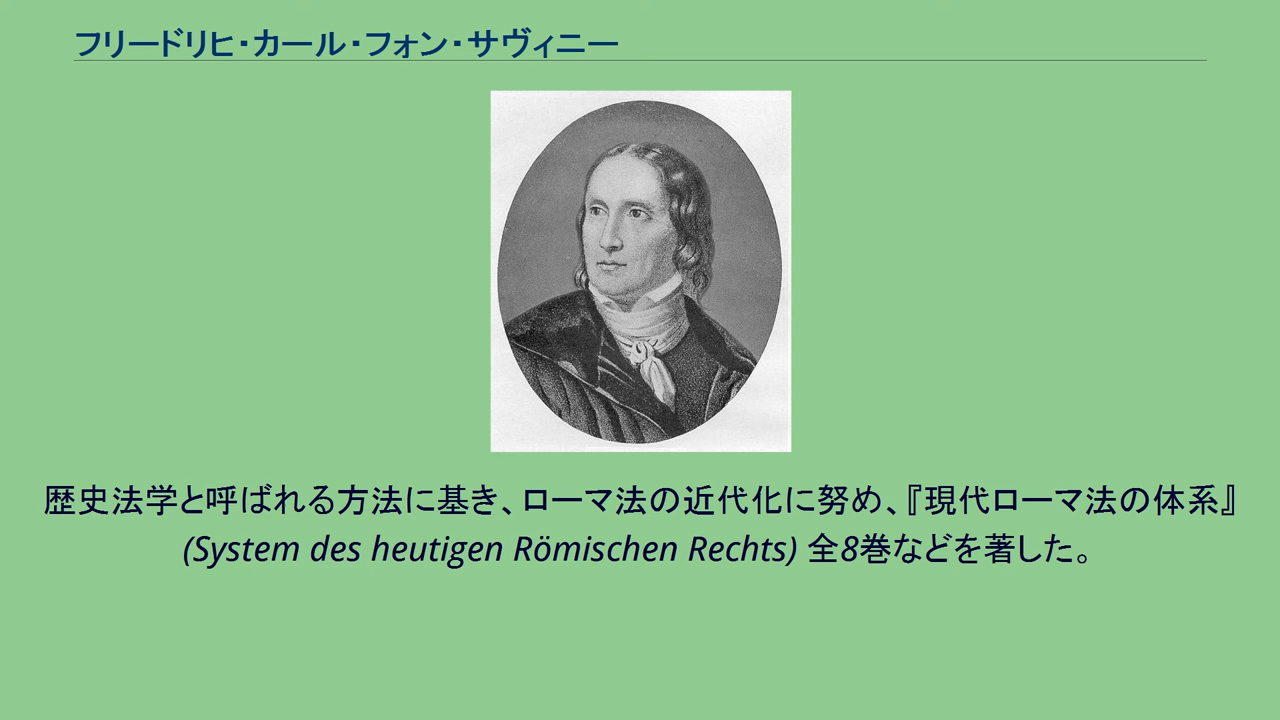 フリードリヒ・カール・フォン・サヴィニー
歴史法学と呼ばれる方法に基き、ローマ法の近代化に努め、『現代ローマ法の体系』
(System des heutigen Römischen Rechts) 全8巻などを著した。